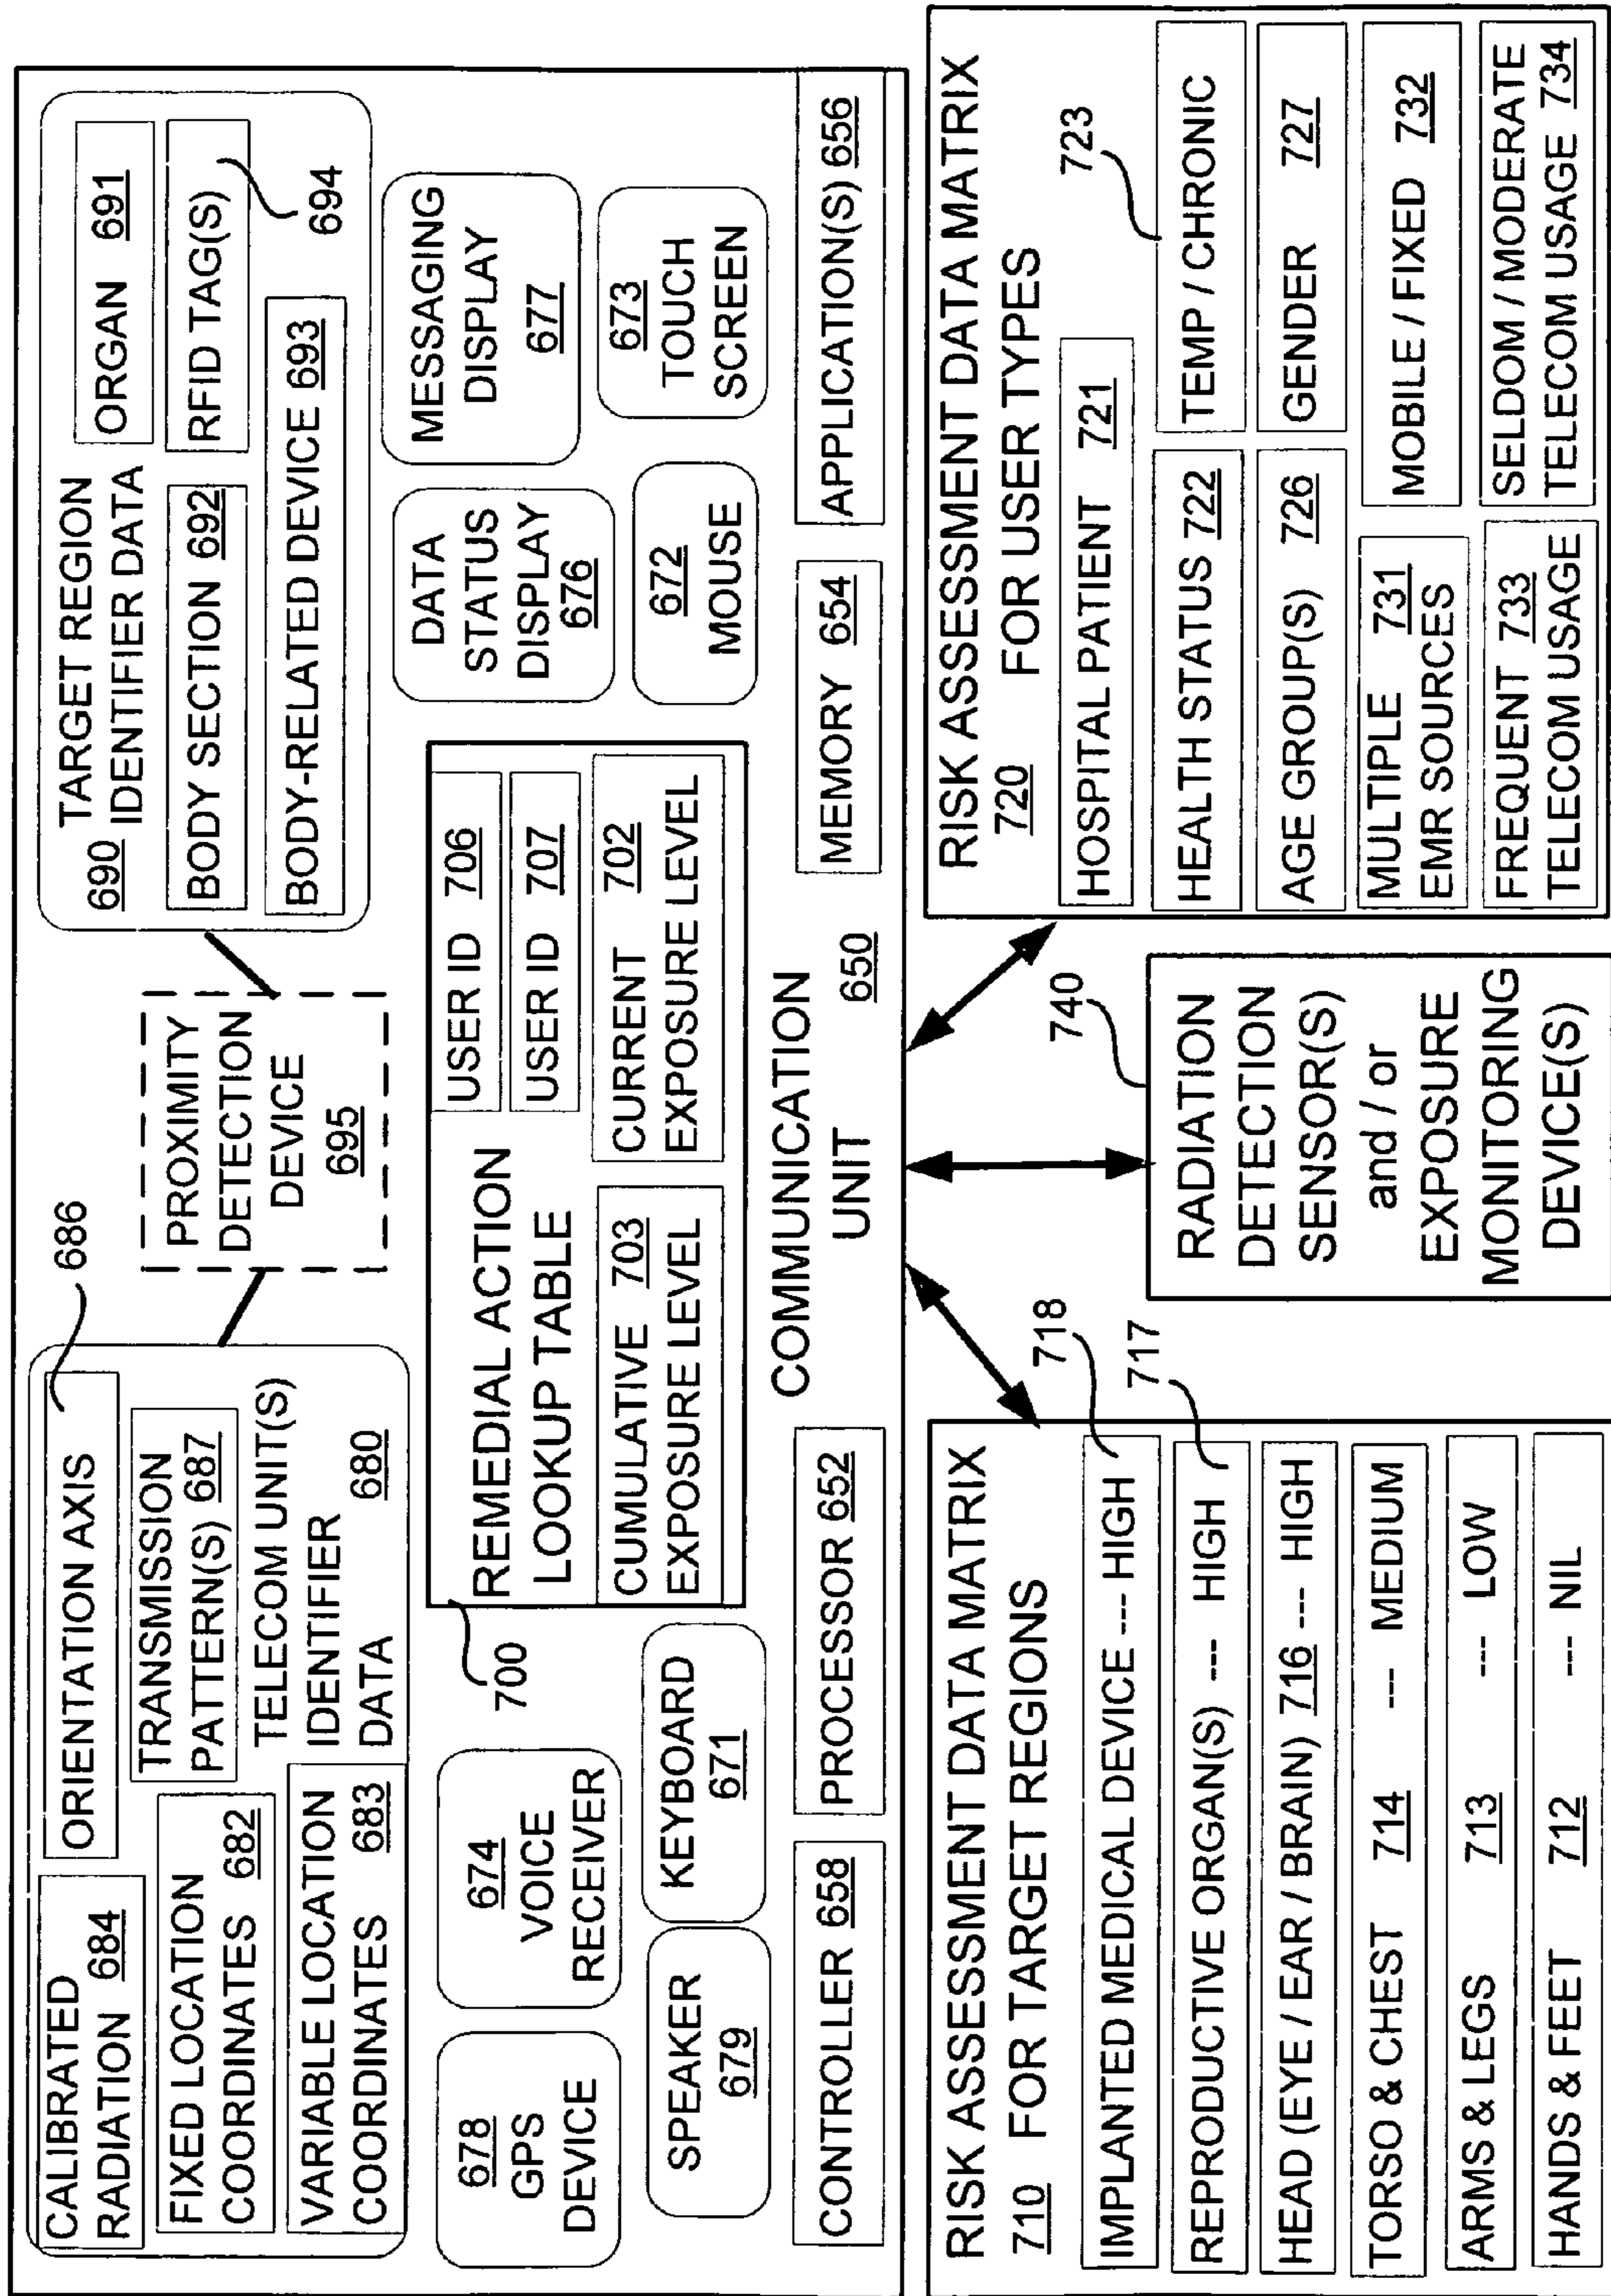 CALIBRATED
RADIATION 684
ORIENTATION AXIS
686
FIXED LOCATION
COORDINATES 682
TRANSMISSION
PATTERN(S) 687
VARIABLE LOCATION
COORDINATES 683
TELECOM UNIT(S)
IDENTIFIER
DATA 680
PROXIMITY
DETECTION
DEVICE
695
TARGET REGION
690 IDENTIFIER DATA
ORGAN 691
BODY SECTION 692
RFID TAG(S)
694
BODY-RELATED DEVICE 693
678
GPS
DEVICE
674
VOICE
RECEIVER
SPEAKER
679
KEYBOARD
671
700
REMEDIAL ACTION
LOOKUP TABLE
USER ID 706
USER ID 707
CUMULATIVE 703
EXPOSURE LEVEL
CURRENT 702
EXPOSURE LEVEL
DATA
STATUS
DISPLAY
676
MESSAGING
DISPLAY
677
672
MOUSE
673
TOUCH
SCREEN
CONTROLLER 658
PROCESSOR 652
COMMUNICATION
UNIT 650
MEMORY 654
APPLICATION(S) 656
RISK ASSESSMENT DATA MATRIX
710 FOR TARGET REGIONS
IMPLANTED MEDICAL DEVICE --- HIGH
718
REPRODUCTIVE ORGAN(S) --- HIGH
717
HEAD (EYE / EAR / BRAIN) 716 --- HIGH
TORSO & CHEST 714 --- MEDIUM
ARMS & LEGS 713 --- LOW
HANDS & FEET 712 --- NIL
740
RADIATION
DETECTION
SENSOR(S)
and / or
EXPOSURE
MONITORING
DEVICE(S)
RISK ASSESSMENT DATA MATRIX
720 FOR USER TYPES
HOSPITAL PATIENT 721
723
HEALTH STATUS 722
TEMP / CHRONIC
AGE GROUP(S) 726
GENDER 727
MULTIPLE 731
EMR SOURCES
MOBILE / FIXED 732
FREQUENT 733
TELECOM USAGE
SELDOM / MODERATE
TELECOM USAGE 734